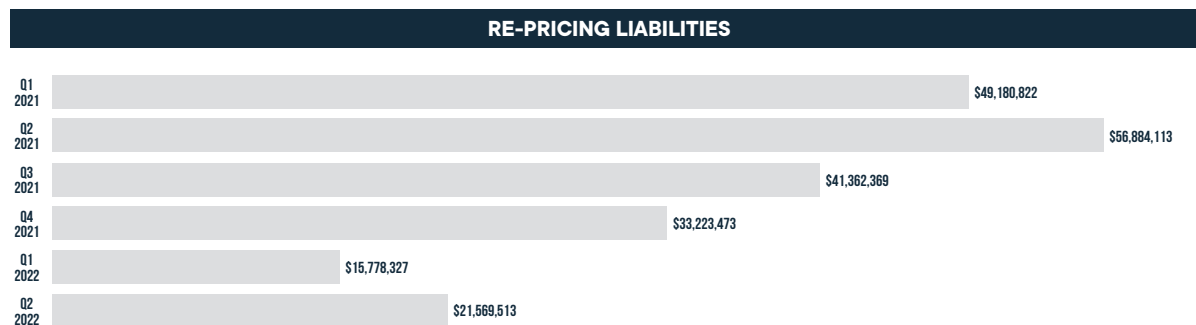 RE-PRICING LIABILITIES
Q1
2021
$49,180,822
Q2
2021
$56,884,113
Q3
2021
$41,362,369
Q4
2021
$33,223,473
Q1
2022
$15,778,327
Q2
2022
$21,569,513